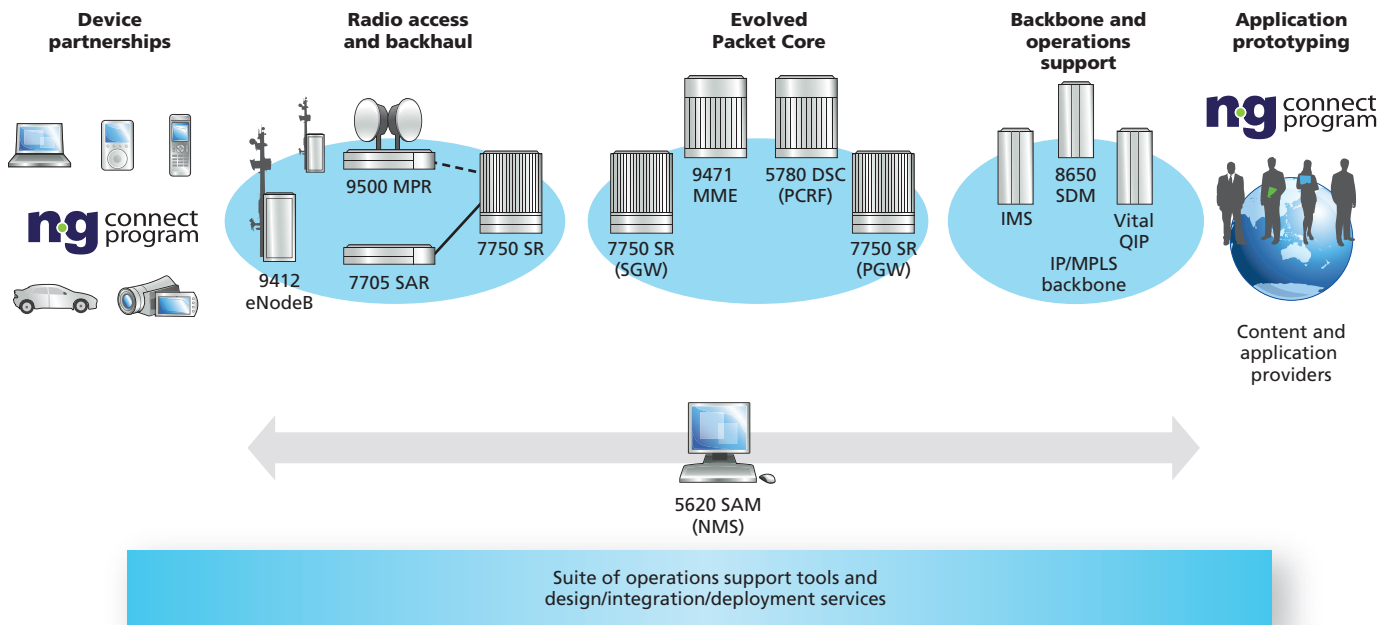 Device
partnerships
Radio access
and backhaul
Evolved
Packet Core
Backbone and
operations
support
Application
prototyping
ng connect
program
9412
eNodeB
9500 MPR
7705 SAR
7750 SR
7750 SR
(SGW)
9471
MME
5780 DSC
(PCRF)
7750 SR
(PGW)
IMS
8650
SDM
Vital
QIP
IP/MPLS
backbone
ng connect
program
Content and
application
providers
5620 SAM
(NMS)
Suite of operations support tools and
design/integration/deployment services